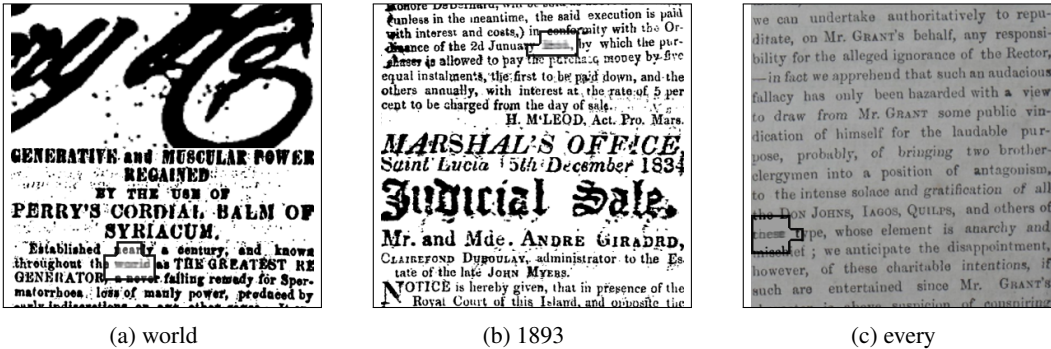 GENERATIVE and MUSCULAR POWER
REGAINED
BY THE USE OF
PERRY'S CORDIAL BALM OF
SYRIACUM.
Established nearly a century, and known
throughout the world as THE GREATEST RE
GENERATOR, a never failing remedy for Sper-
matorrhoea, loss of manly power, produced by
(a) world
(unless in the meantime, the said execution is paid
with interest and costs,) in conformity with the Or-
dinance of the 2d January by which the pur-
chaser is allowed to pay the purchase money by five
equal instalments, the first to be paid down, and the
others annually, with interest at the rate of 5 per
cent to be charged from the day of sale.
H. M'LEOD, Act. Pro. Mars.
MARSHAL'S OFFICE,
Saint Lucia 15th December 1834
Judicial Sale.
Mr. and Mde. ANDRE GIRADRD,
CLAIREFOND DUBOULAY, administrator to the Es
tate of the late JOHN MYERS.
NOTICE is hereby given, that in presence of the
Royal Court of this Island, and opposite the
(b) 1893
we can undertake authoritatively to repu-
ditate, on Mr. GRANT'S behalf, any responsi-
bility for the alleged ignorance of the Rector,
—in fact we apprehend that such an audacious
fallacy has only been hazarded with a view
to draw from Mr. GRANT some public vin-
dication of himself for the laudable pur-
pose, probably, of bringing two brother-
clergymen into a position of antagonism,
to the intense solace and gratification of all
the DON JOHNS, IAGOS, QUILPS, and others of
these type, whose element is anarchy and
mischief; we anticipate the disappointment,
however, of these charitable intentions, if
such are entertained since Mr. GRANT'S
(c) every